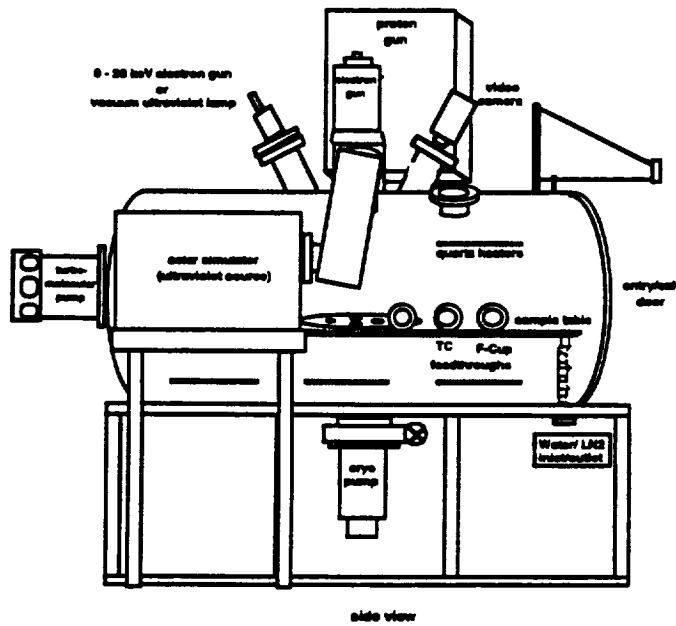 proton
gun
0 - 20 keV electron gun
or
vacuum ultraviolet lamp
electron
gun
video
camera
solar simulator
(ultraviolet source)
turbo-
molecular
pump
quartz heaters
entry/exit
door
sample table
TC
F-Cup
feedthroughs
Water/ LN2
inlet/outlet
cryo
pump
side view